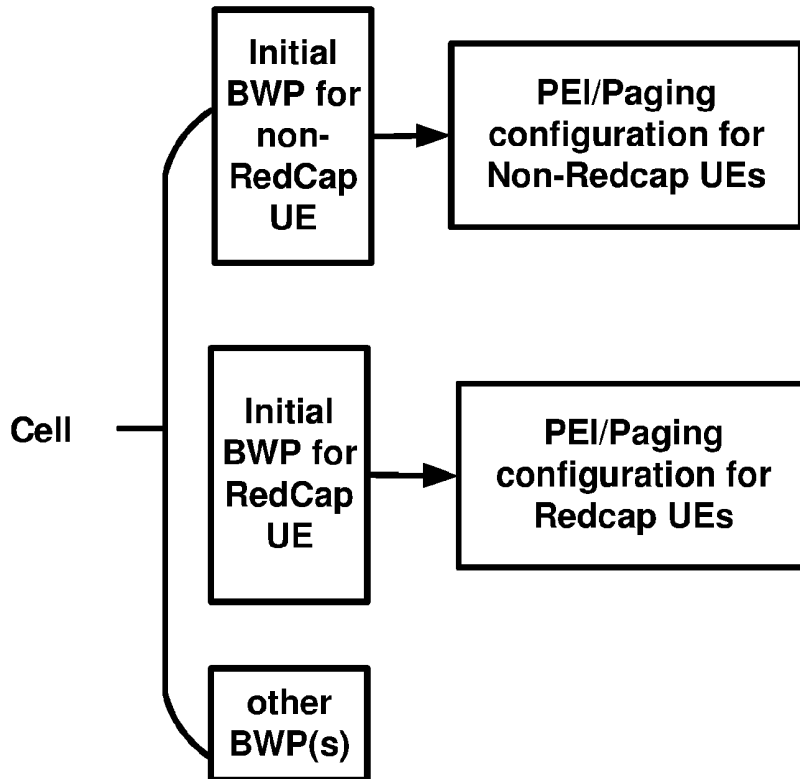 Initial
BWP for
non-
RedCap
UE
PEI/Paging
configuration for
Non-Redcap UEs
Cell
Initial
BWP for
RedCap
UE
PEI/Paging
configuration for
Redcap UEs
other
BWP(s)